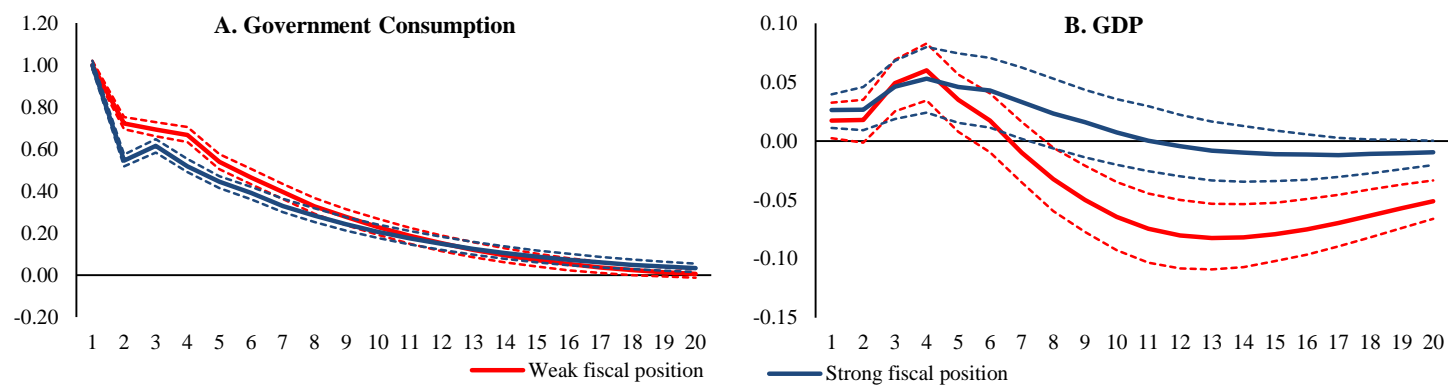 A. Government Consumption
1.20
1.00
0.80
0.60
0.40
0.20
0.00
-0.20
1 2 3 4 5 6 7 8 9 10 11 12 13 14 15 16 17 18 19 20
B. GDP
0.10
0.05
0.00
-0.05
-0.10
-0.15
1 2 3 4 5 6 7 8 9 10 11 12 13 14 15 16 17 18 19 20
Weak fiscal position
Strong fiscal position